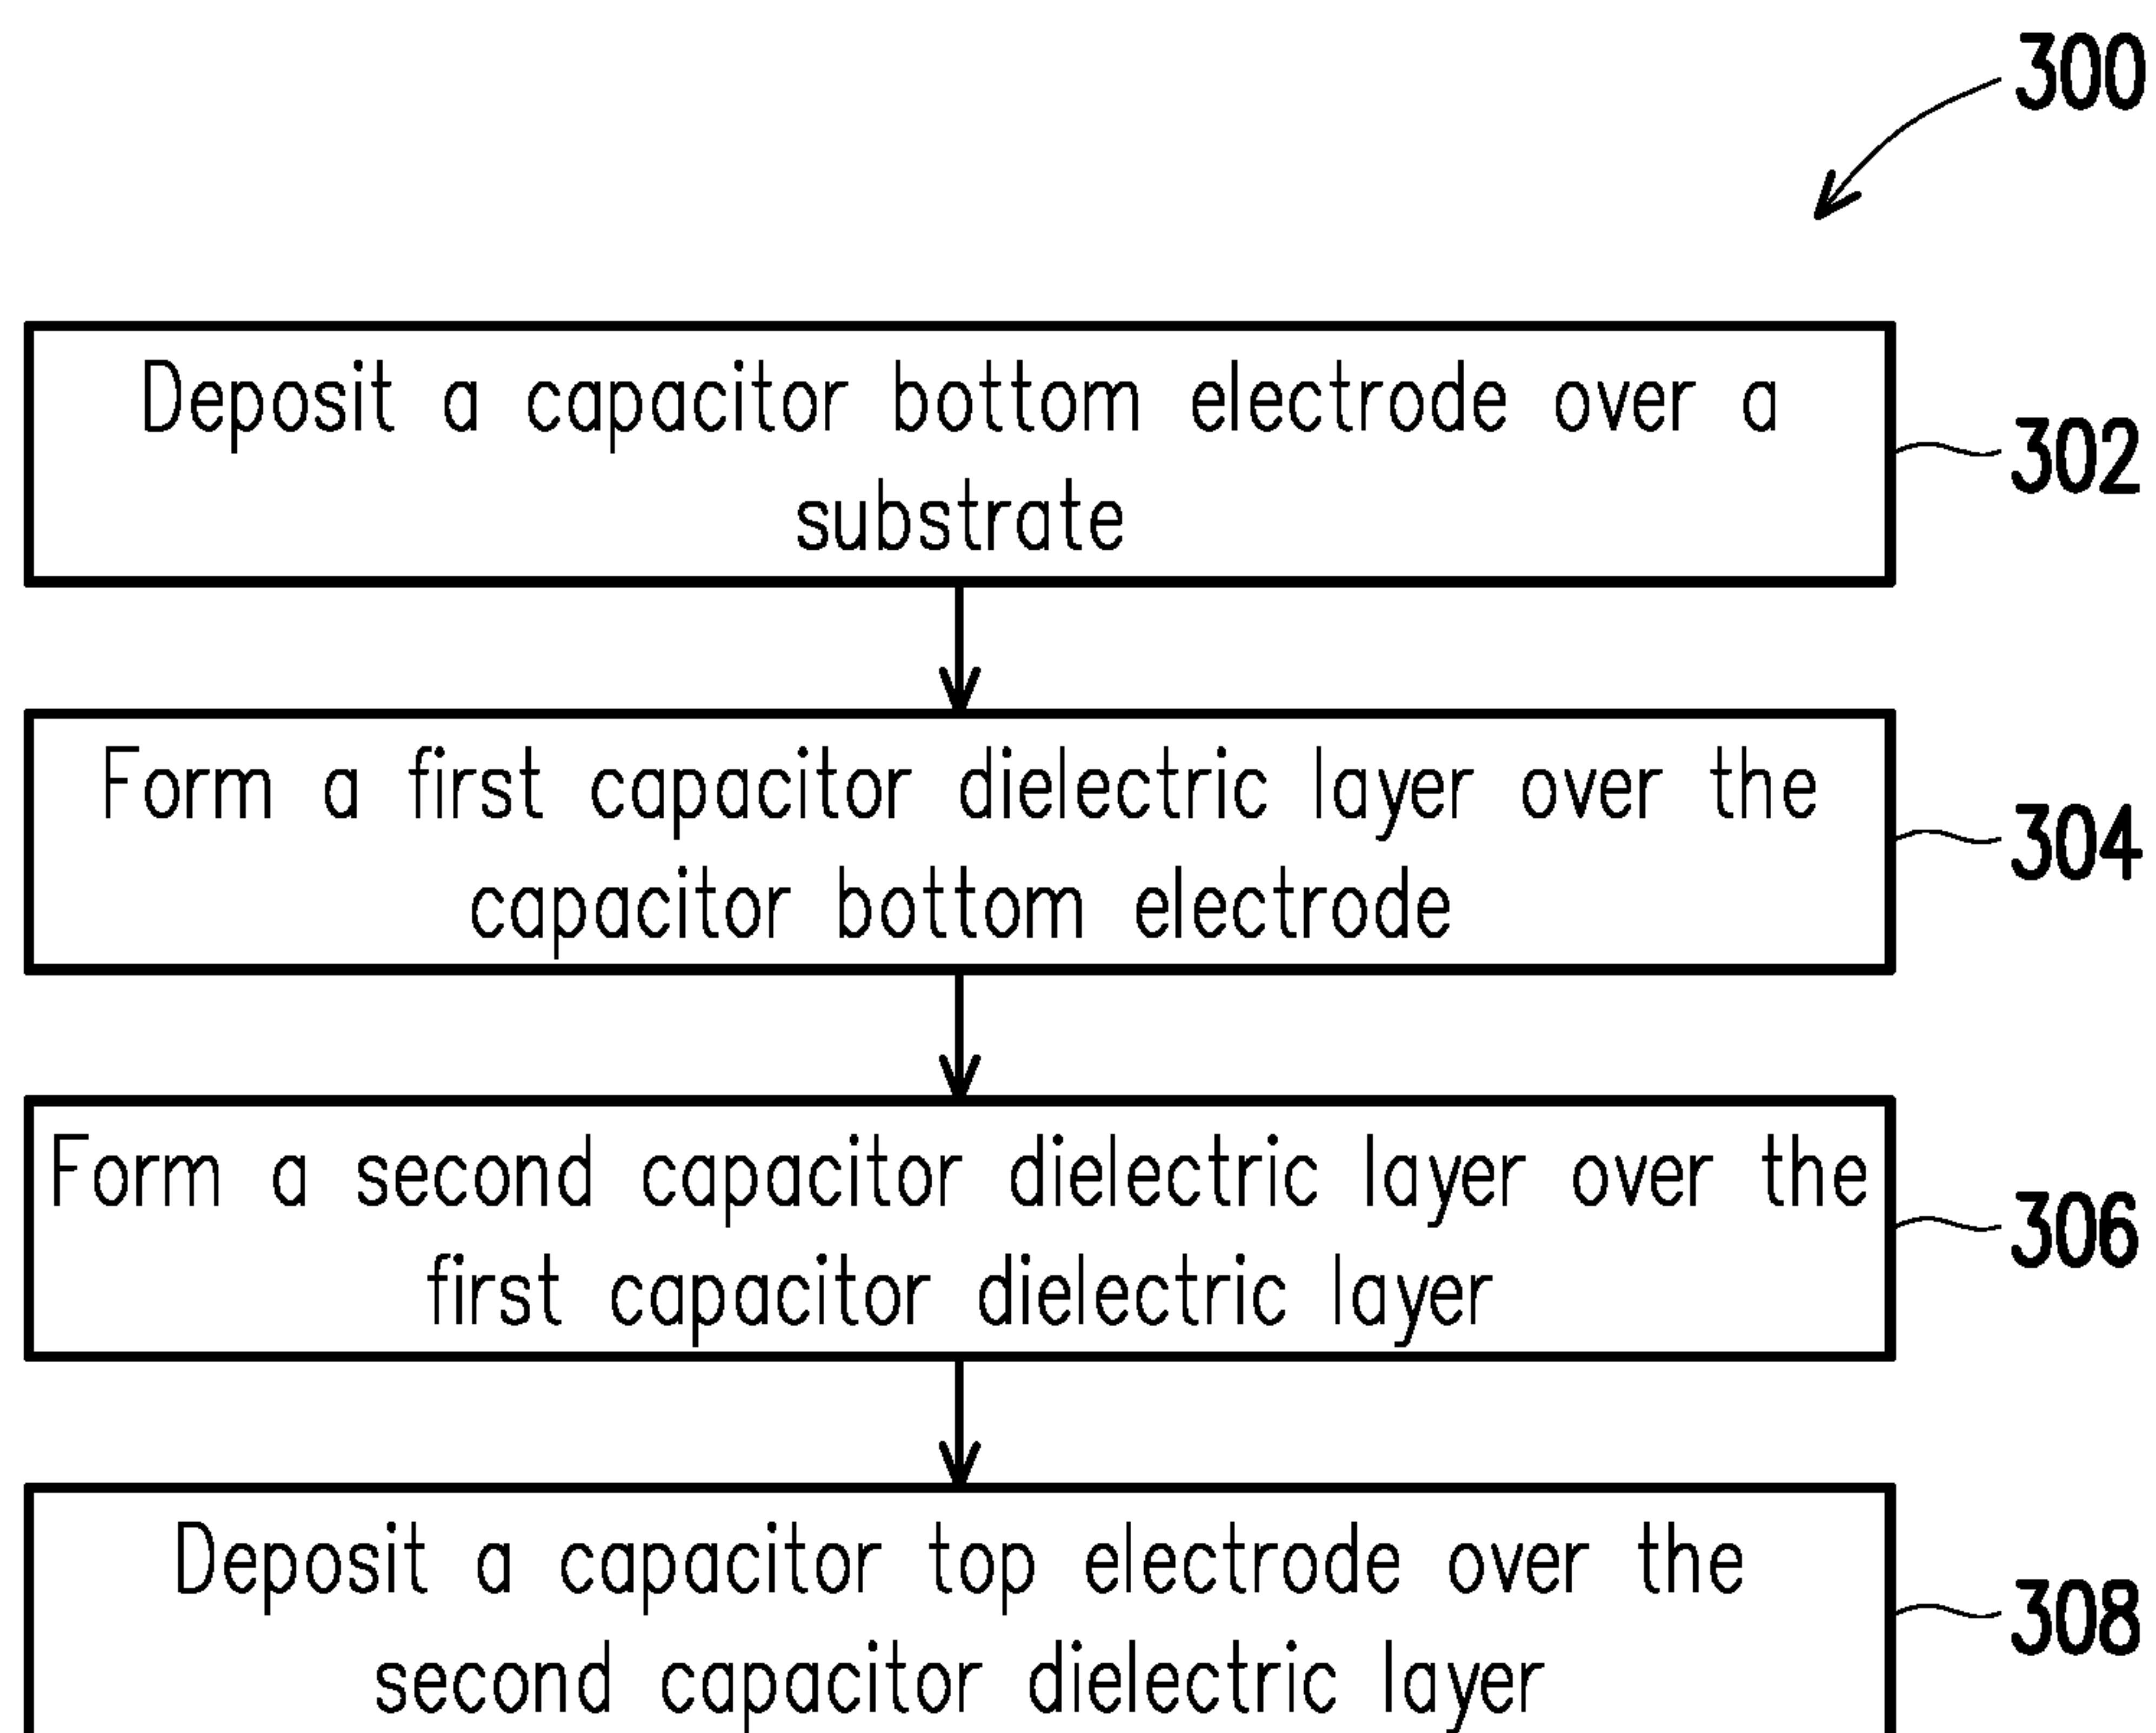 300
Deposit a capacitor bottom electrode over a
substrate
302
Form a first capacitor dielectric layer over the
capacitor bottom electrode
304
Form a second capacitor dielectric layer over the
first capacitor dielectric layer
306
Deposit a capacitor top electrode over the
second capacitor dielectric layer
308